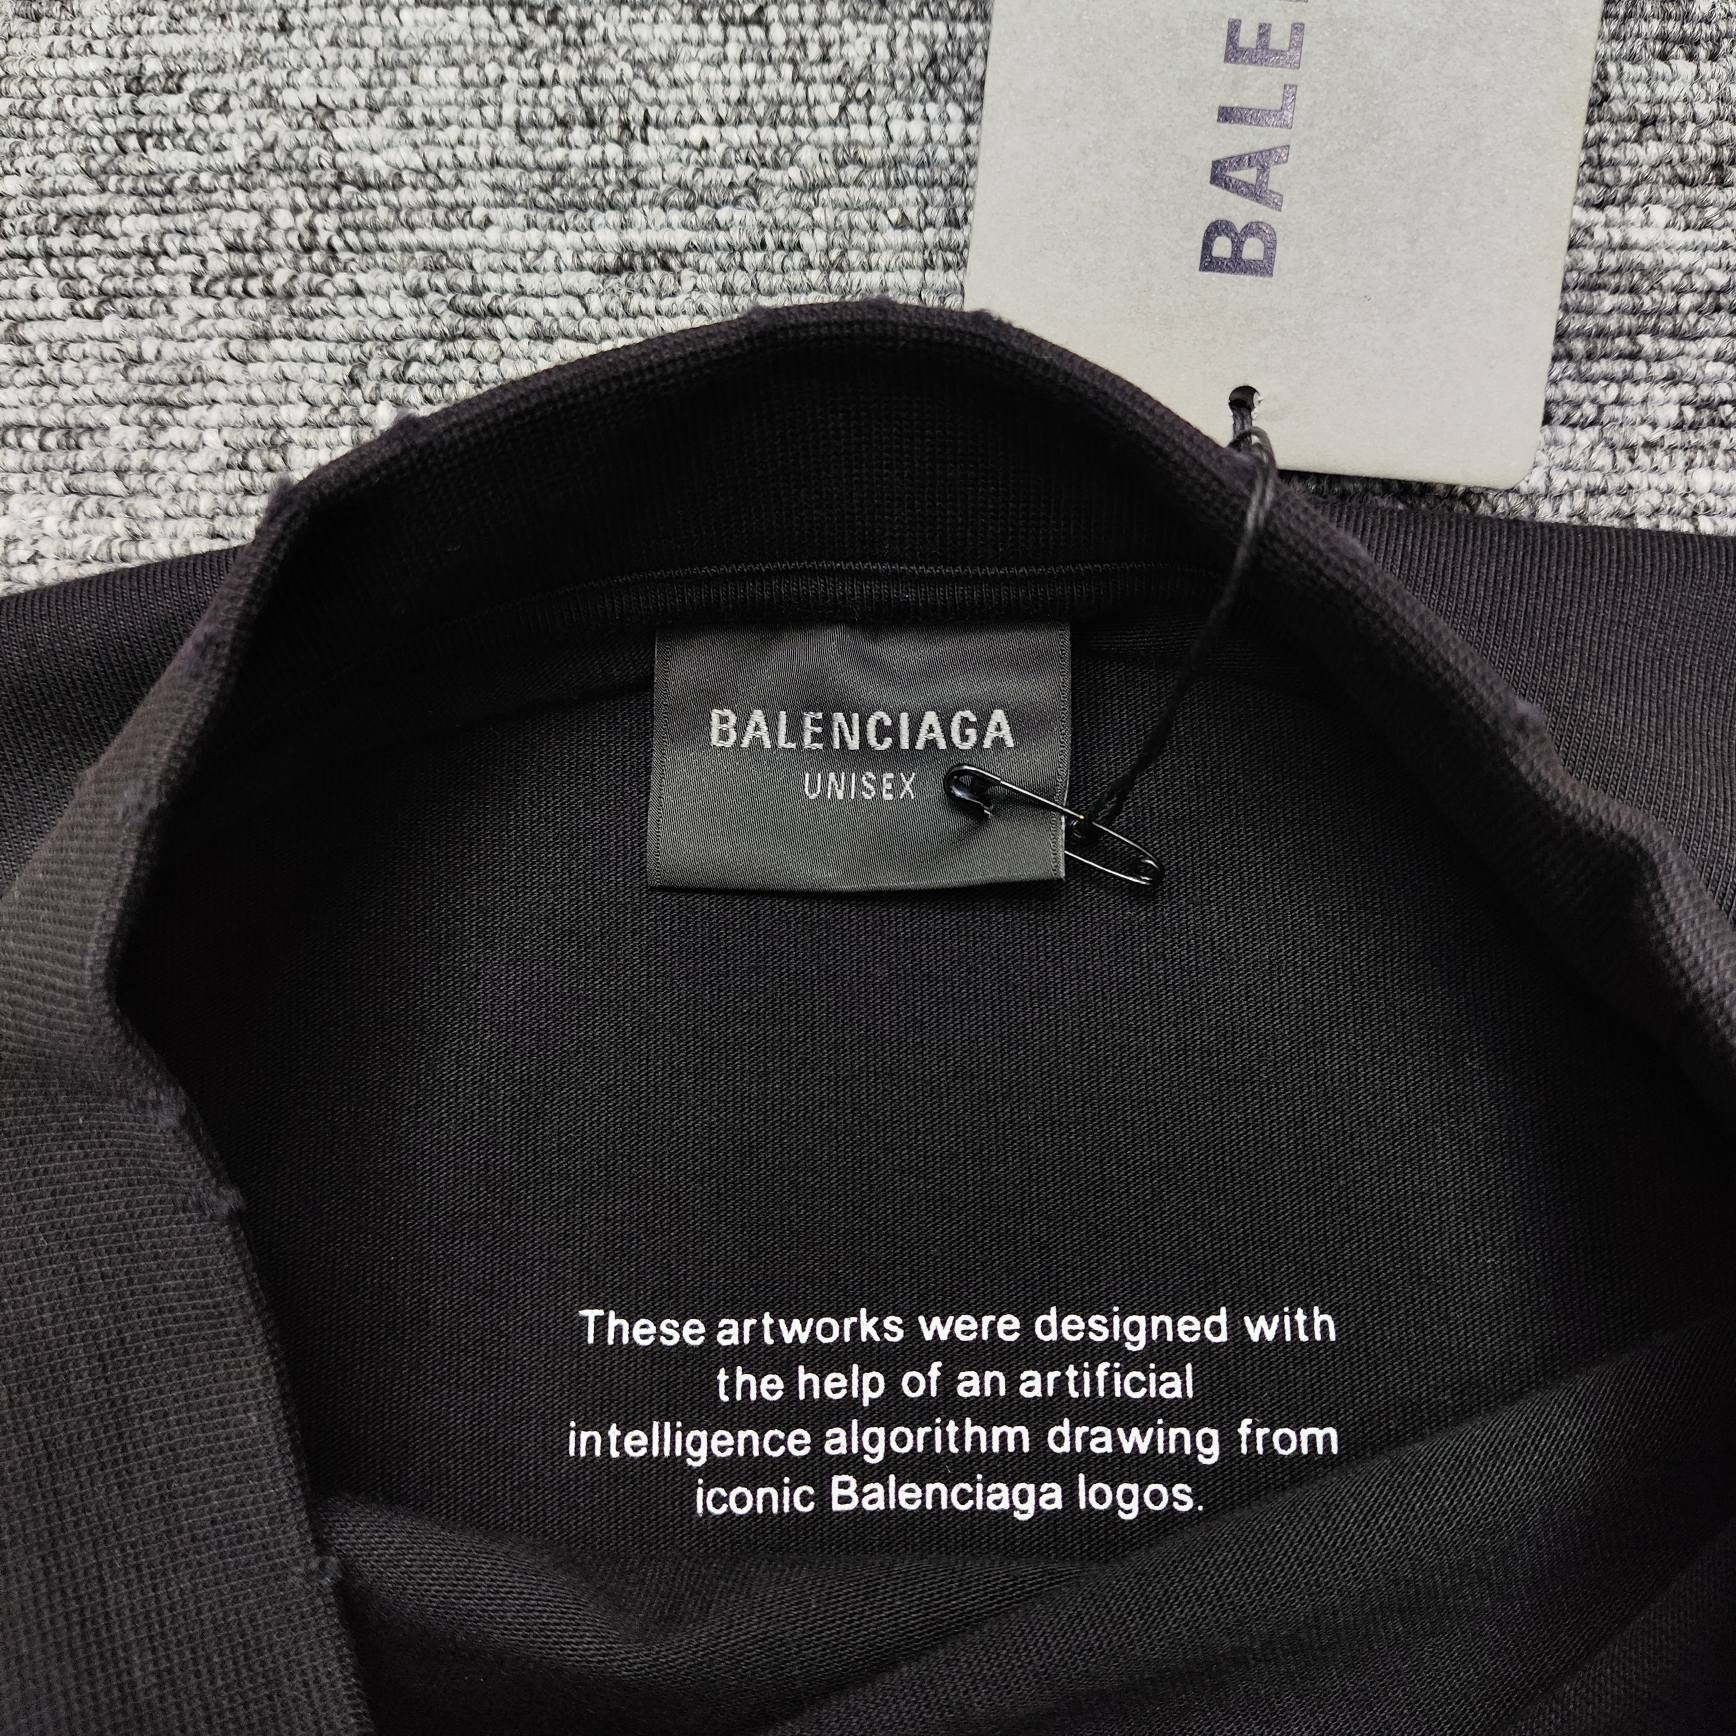 BALE
BALENCIAGA
UNISEX
These artworks were designed with
the help of an artificial
intelligence algorithm drawing from
iconic Balenciaga logos.